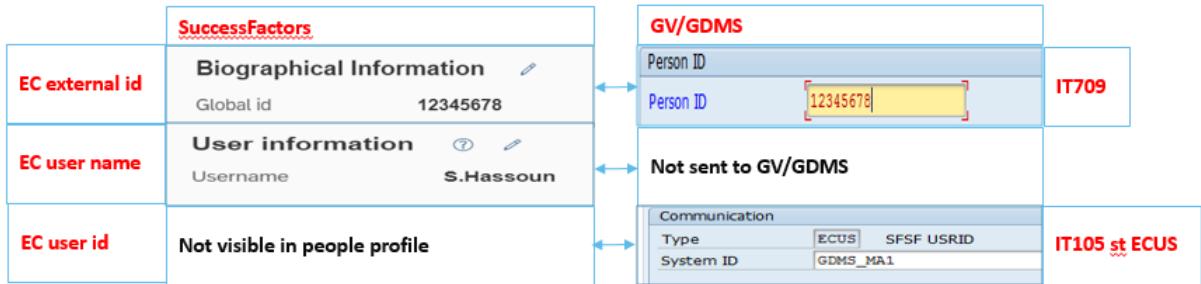 SuccessFactors
GV/GDMS
EC external id
Biographical Information
Global id 12345678
Person ID
Person ID 12345678
IT709
EC user name
User information
Username S.Hassoun
Not sent to GV/GDMS
EC user id
Not visible in people profile
Communication
Type ECUS SFSF USRID
System ID GDMS_MA1
IT105 st ECUS